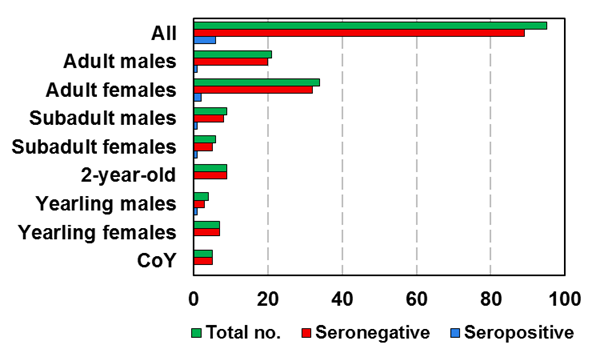 All
Adult males
Adult females
Subadult males
Subadult females
2-year-old
Yearling males
Yearling females
CoY
0 20 40 60 80 100
Total no. Seronegative Seropositive